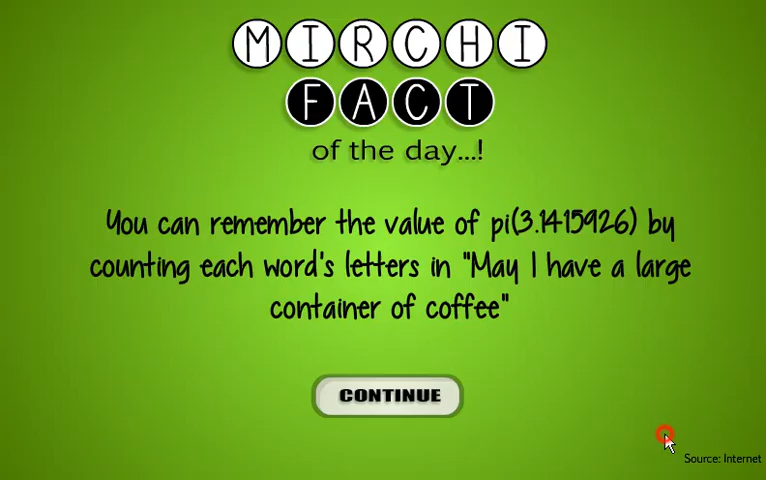 MIRCHI
FACT
of the day...!
You can remember the value of pi(3.1415926) by
counting each word's letters in "May I have a large
container of coffee"
CONTINUE
Source: Internet